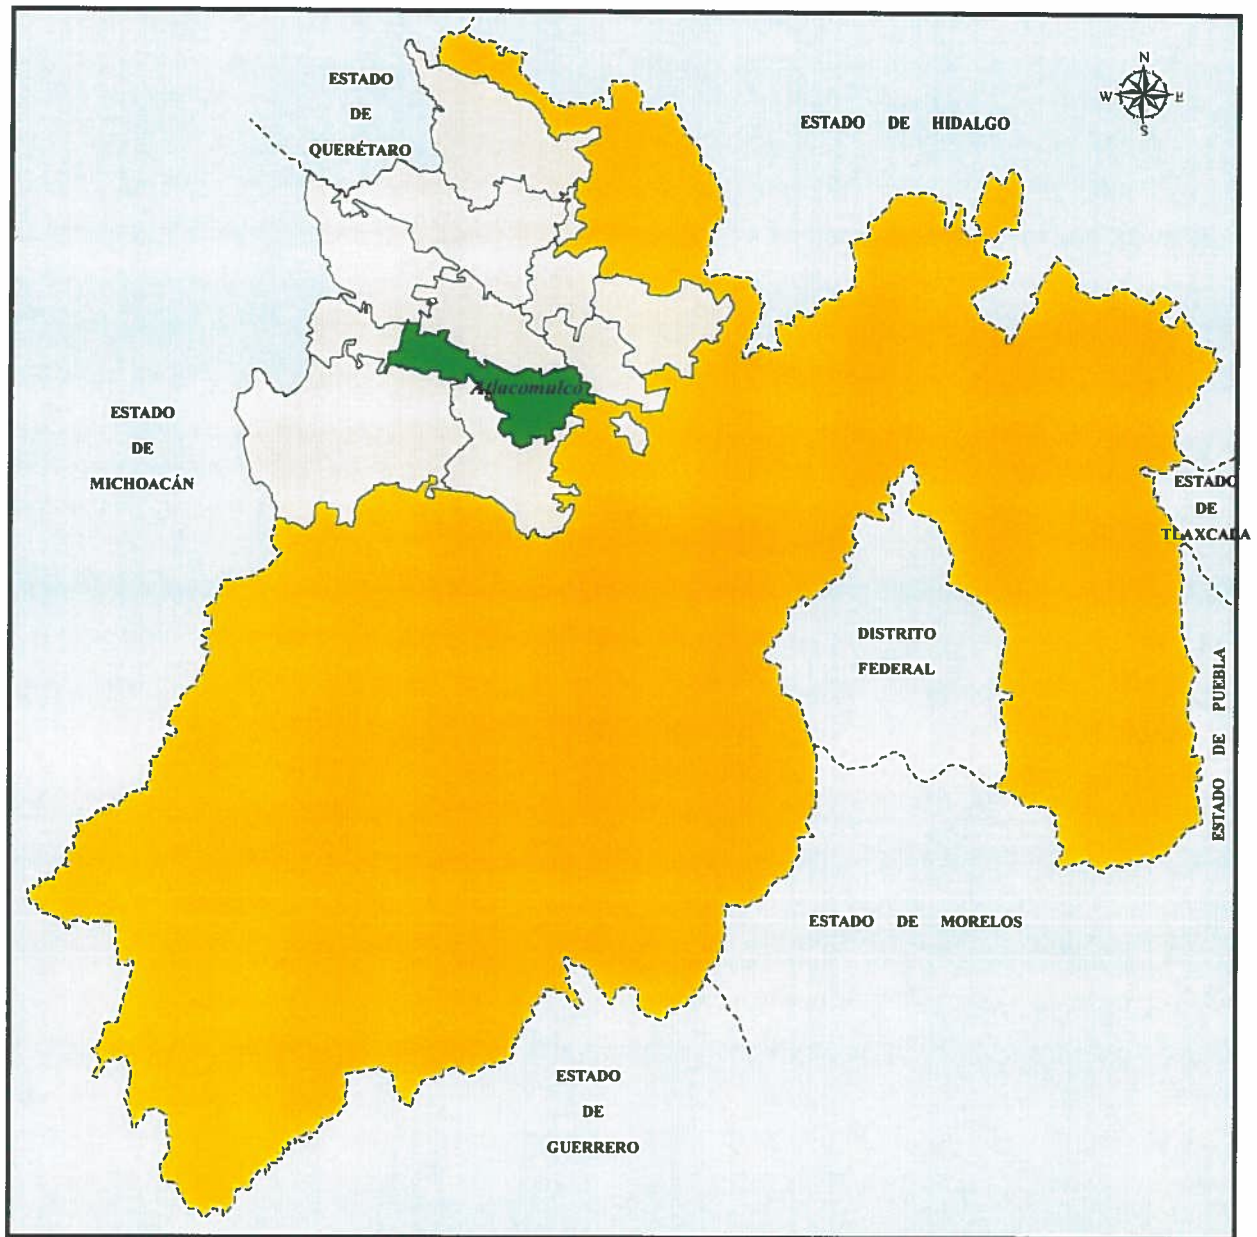 ESTADO
DE
QUERÉTARO
ESTADO DE HIDALGO
N
W E
S
Atlacomulco
ESTADO
DE
MICHOACÁN
ESTADO
DE
TLAXCALA
DISTRITO
FEDERAL
ESTADO DE PUEBLA
ESTADO DE MORELOS
ESTADO
DE
GUERRERO